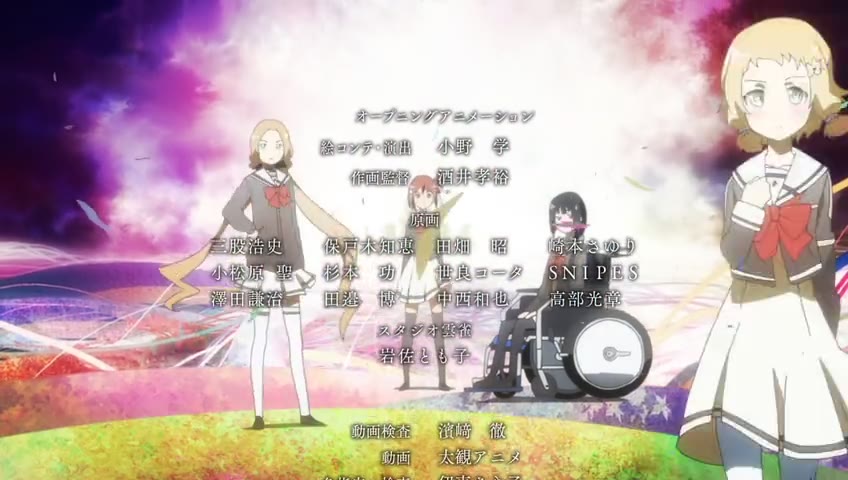 オープニングアニメーション
絵コンテ・演出 小野 学
作画監督 酒井孝裕
原画
三股浩史 保戸木知恵 田畑 昭 崎本さゆり
小松原 聖 杉本 功 世良コータ SNIPES
澤田謙治 田邉 博 中西和也 高部光章
スタジオ雲雀
岩佐とも子
動画検査 濱﨑 徹
動画 太観アニメ